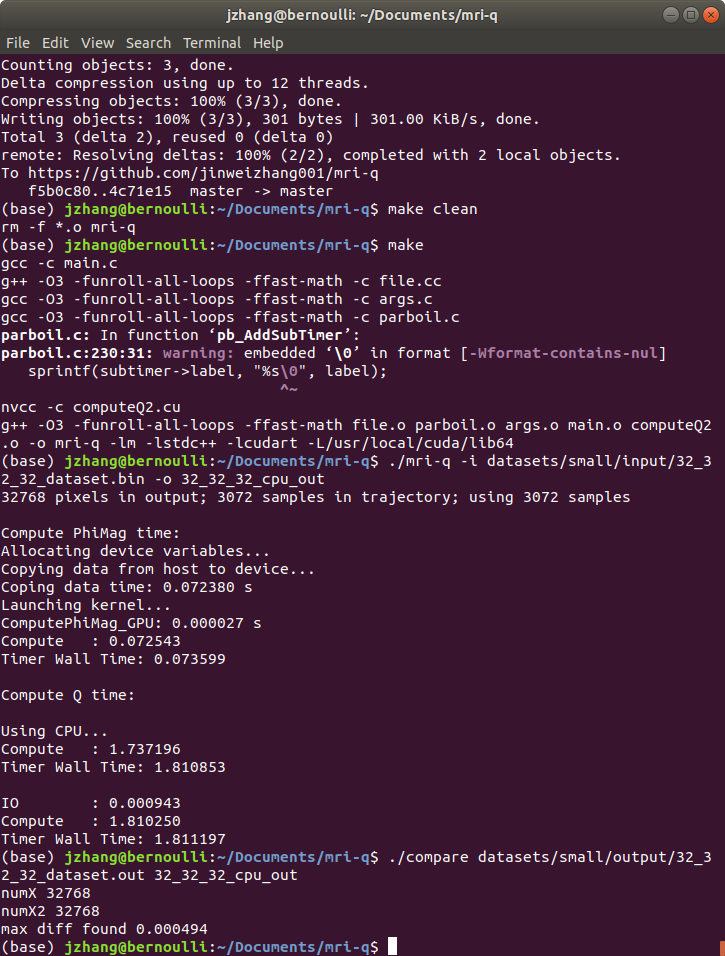 jzhang@bernoulli: ~/Documents/mri-q
File Edit View Search Terminal Help
Counting objects: 3, done.
Delta compression using up to 12 threads.
Compressing objects: 100% (3/3), done.
Writing objects: 100% (3/3), 301 bytes | 301.00 KiB/s, done.
Total 3 (delta 2), reused 0 (delta 0)
remote: Resolving deltas: 100% (2/2), completed with 2 local objects.
To https://github.com/jinweizhang001/mri-q
   f5b0c80..4c71e15  master -> master
(base) jzhang@bernoulli:~/Documents/mri-q$ make clean
rm -f *.o mri-q
(base) jzhang@bernoulli:~/Documents/mri-q$ make
gcc -c main.c
g++ -O3 -funroll-all-loops -ffast-math -c file.cc
gcc -O3 -funroll-all-loops -ffast-math -c args.c
gcc -O3 -funroll-all-loops -ffast-math -c parboil.c
parboil.c: In function ‘pb_AddSubTimer’:
parboil.c:230:31: warning: embedded ‘\0’ in format [-Wformat-contains-nul]
   sprintf(subtimer->label, "%s\0", label);
                               ^~
nvcc -c computeQ2.cu
g++ -O3 -funroll-all-loops -ffast-math file.o parboil.o args.o main.o computeQ2
.o -o mri-q -lm -lstdc++ -lcudart -L/usr/local/cuda/lib64
(base) jzhang@bernoulli:~/Documents/mri-q$ ./mri-q -i datasets/small/input/32_3
2_32_dataset.bin -o 32_32_32_cpu_out
32768 pixels in output; 3072 samples in trajectory; using 3072 samples
Compute PhiMag time:
Allocating device variables...
Copying data from host to device...
Coping data time: 0.072380 s
Launching kernel...
ComputePhiMag_GPU: 0.000027 s
Compute   : 0.072543
Timer Wall Time: 0.073599
Compute Q time:
Using CPU...
Compute   : 1.737196
Timer Wall Time: 1.810853
IO        : 0.000943
Compute   : 1.810250
Timer Wall Time: 1.811197
(base) jzhang@bernoulli:~/Documents/mri-q$ ./compare datasets/small/output/32_3
2_32_dataset.out 32_32_32_cpu_out
numX 32768
numX2 32768
max diff found 0.000494
(base) jzhang@bernoulli:~/Documents/mri-q$